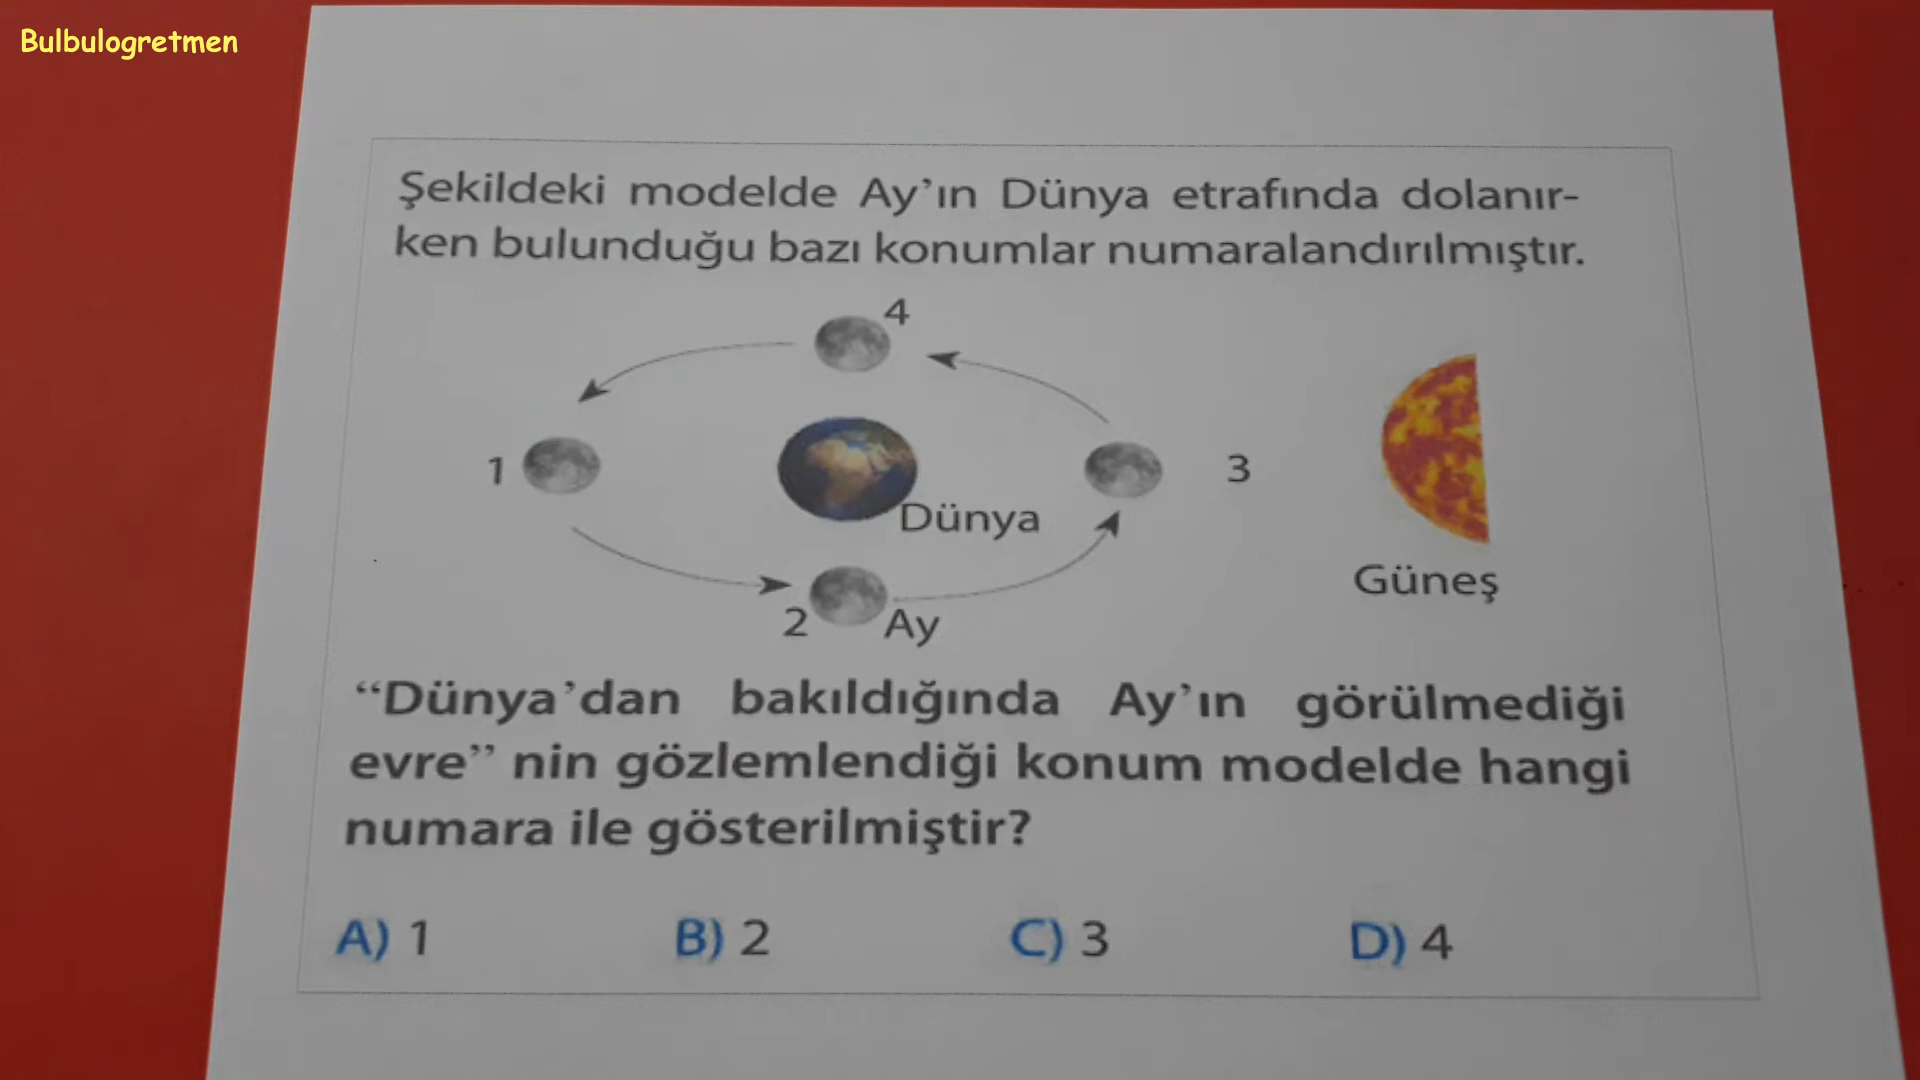 Bulbulogretmen
Şekildeki modelde Ay’ın Dünya etrafında dolanır-
ken bulunduğu bazı konumlar numaralandırılmıştır.
4
1
3
Dünya
Güneş
2
Ay
“Dünya’dan bakıldığında Ay’ın görülmediği
evre” nin gözlemlendiği konum modelde hangi
numara ile gösterilmiştir?
A) 1
B) 2
C) 3
D) 4